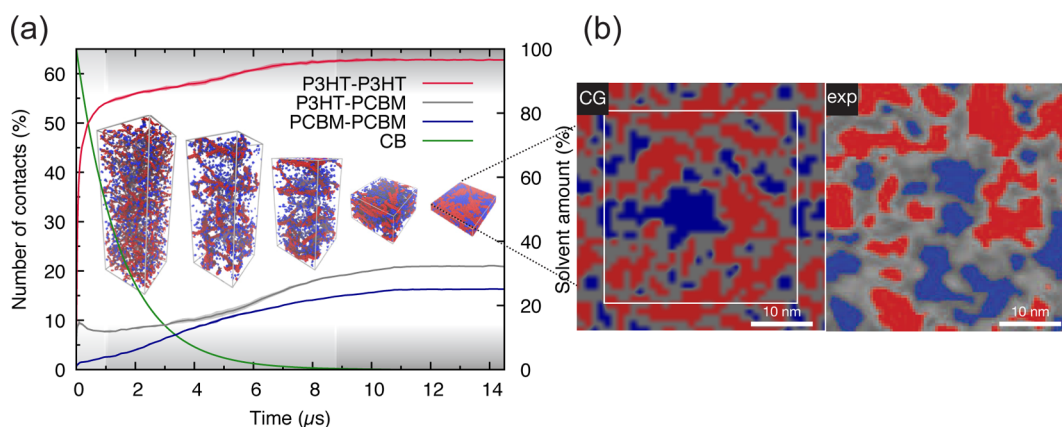 (a)
(b)
60
50
40
30
20
10
0
Number of contacts (%)
P3HT-P3HT
P3HT-PCBM
PCBM-PCBM
CB
100
80
60
40
20
0
Solvent amount (%)
0
2
4
6
8
10
12
14
Time (μs)
CG
10 nm
exp
10 nm